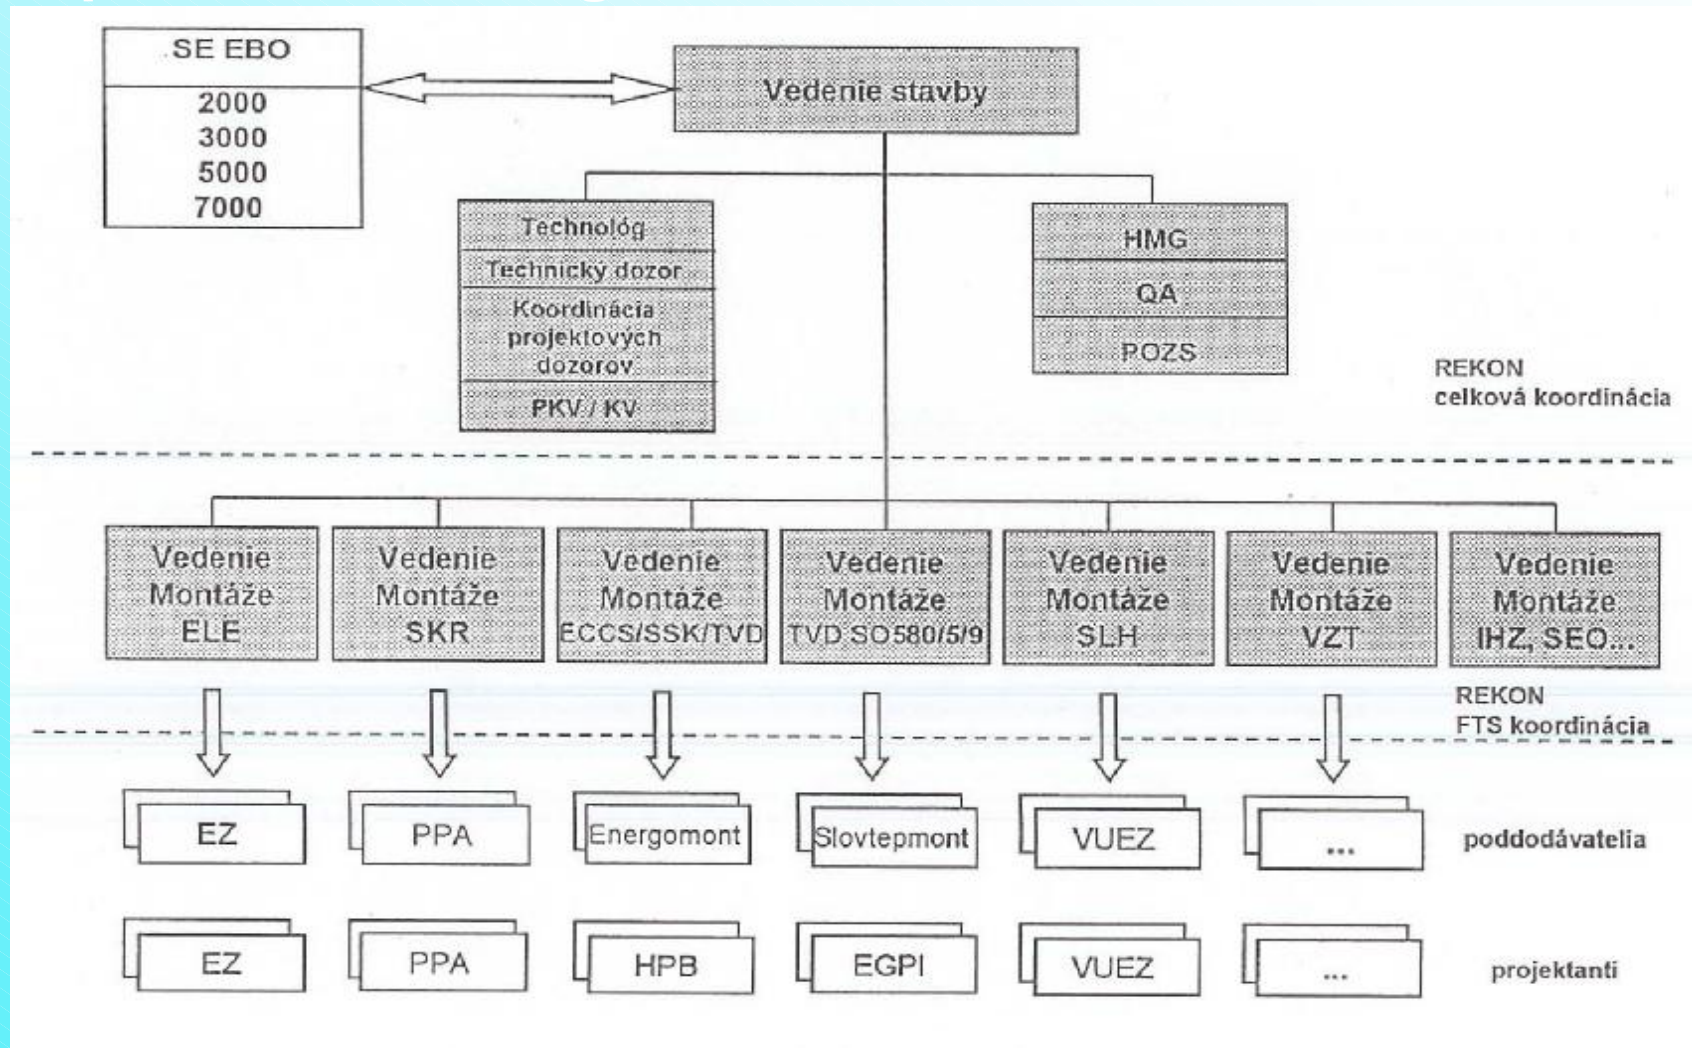 SE EBO
2000
3000
5000
7000
Vedenie stavby
Technológ
Technický dozor
Koordinácia
projektových
dozorov
PKV / KV
HMG
QA
POZS
REKON
celková koordinácia
Vedenie
Montáže
ELE
Vedenie
Montáže
SKR
Vedenie
Montáže
ECCS/SSK/TVD
Vedenie
Montáže
TVD SO580/5/9
Vedenie
Montáže
SLH
Vedenie
Montáže
VZT
Vedenie
Montáže
IHZ, SEO...
REKON
FTS koordinácia
EZ
PPA
Energomont
Slovtepmont
VUEZ
...
poddodávatelia
EZ
PPA
HPB
EGPI
VUEZ
...
projektanti